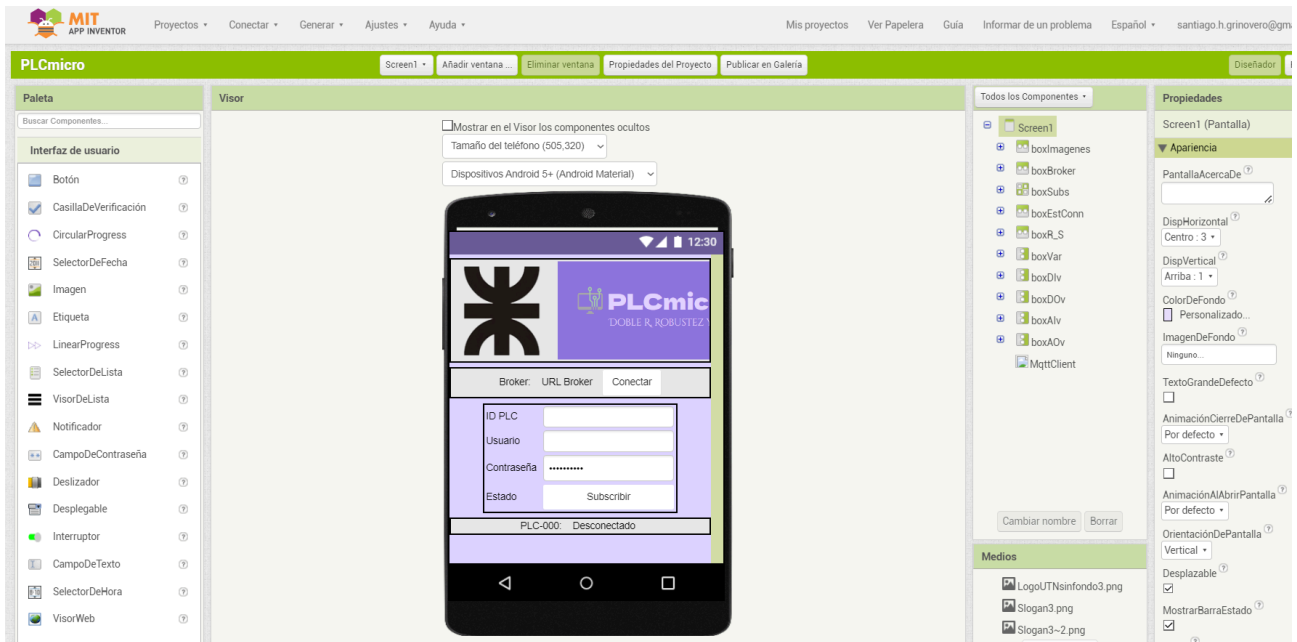 MIT
APP INVENTOR
Proyectos
Conectar
Generar
Ajustes
Ayuda
Mis proyectos
Ver Papelera
Guía
Informar de un problema
Español
santiago.h.grinovero@gm
PLCmicro
Screen1
Añadir ventana ...
Eliminar ventana
Propiedades del Proyecto
Publicar en Galería
Diseñador
Paleta
Buscar Componentes...
Interfaz de usuario
Botón
CasillaDeVerificación
CircularProgress
SelectorDeFecha
Imagen
Etiqueta
LinearProgress
SelectorDeLista
VisorDeLista
Notificador
CampoDeContraseña
Deslizador
Desplegable
Interruptor
CampoDeTexto
SelectorDeHora
VisorWeb
Visor
Mostrar en el Visor los componentes ocultos
Tamaño del teléfono (505,320)
Dispositivos Android 5+ (Android Material)
12:30
PLCmic
DOBLE R, ROBUSTEZ Y
Broker: URL Broker Conectar
ID PLC
Usuario
Contraseña ••••••••••
Estado Subscribir
PLC-000: Desconectado
Todos los Componentes
Screen1
boxImagenes
boxBroker
boxSubs
boxEstConn
boxR_S
boxVar
boxDIv
boxDOv
boxAIv
boxAOv
MqttClient
Cambiar nombre
Borrar
Medios
LogoUTNsinfondo3.png
Slogan3.png
Slogan3~2.png
Propiedades
Screen1 (Pantalla)
Apariencia
PantallaAcercaDe
DispHorizontal
Centro : 3
DispVertical
Arriba : 1
ColorDeFondo
Personalizado...
ImagenDeFondo
Ninguno...
TextoGrandeDefecto
AnimaciónCierreDePantalla
Por defecto
AltoContraste
AnimaciónAlAbrirPantalla
Por defecto
OrientaciónDePantalla
Vertical
Desplazable
MostrarBarraEstado